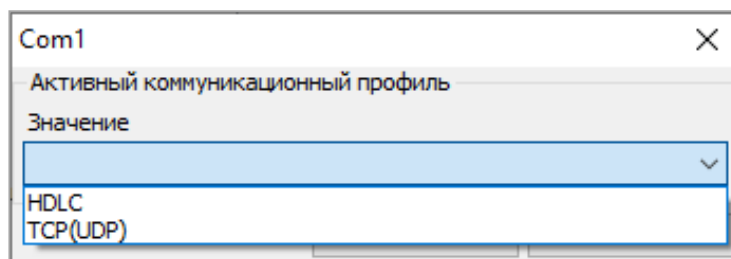 Com1
Активный коммуникационный профиль
Значение
HDLC
TCP(UDP)